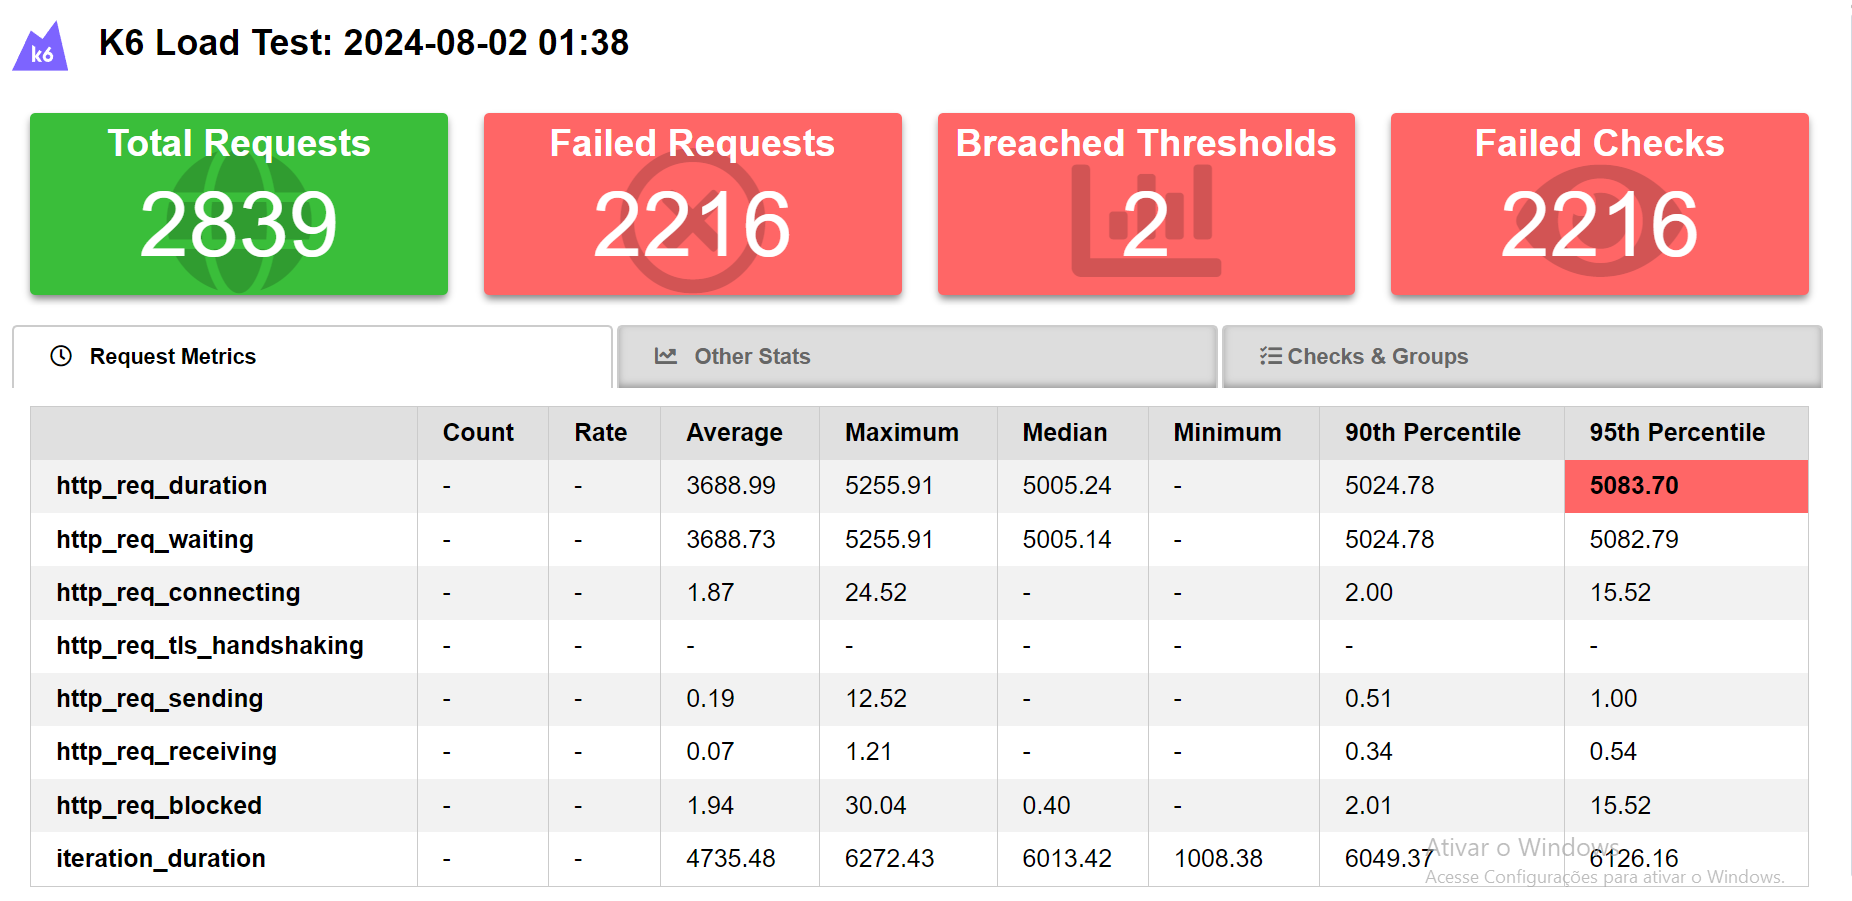 k6 K6 Load Test: 2024-08-02 01:38
Total Requests Failed Requests Breached Thresholds Failed Checks
2839 2216 2 2216
Request Metrics Other Stats Checks & Groups
Count Rate Average Maximum Median Minimum 90th Percentile 95th Percentile
http_req_duration - - 3688.99 5255.91 5005.24 - 5024.78 5083.70
http_req_waiting - - 3688.73 5255.91 5005.14 - 5024.78 5082.79
http_req_connecting - - 1.87 24.52 - - 2.00 15.52
http_req_tls_handshaking - - - - - - - -
http_req_sending - - 0.19 12.52 - - 0.51 1.00
http_req_receiving - - 0.07 1.21 - - 0.34 0.54
http_req_blocked - - 1.94 30.04 0.40 - 2.01 15.52
iteration_duration - - 4735.48 6272.43 6013.42 1008.38 6049.37 6126.16
Ativar o Windows
Acesse Configurações para ativar o Windows.